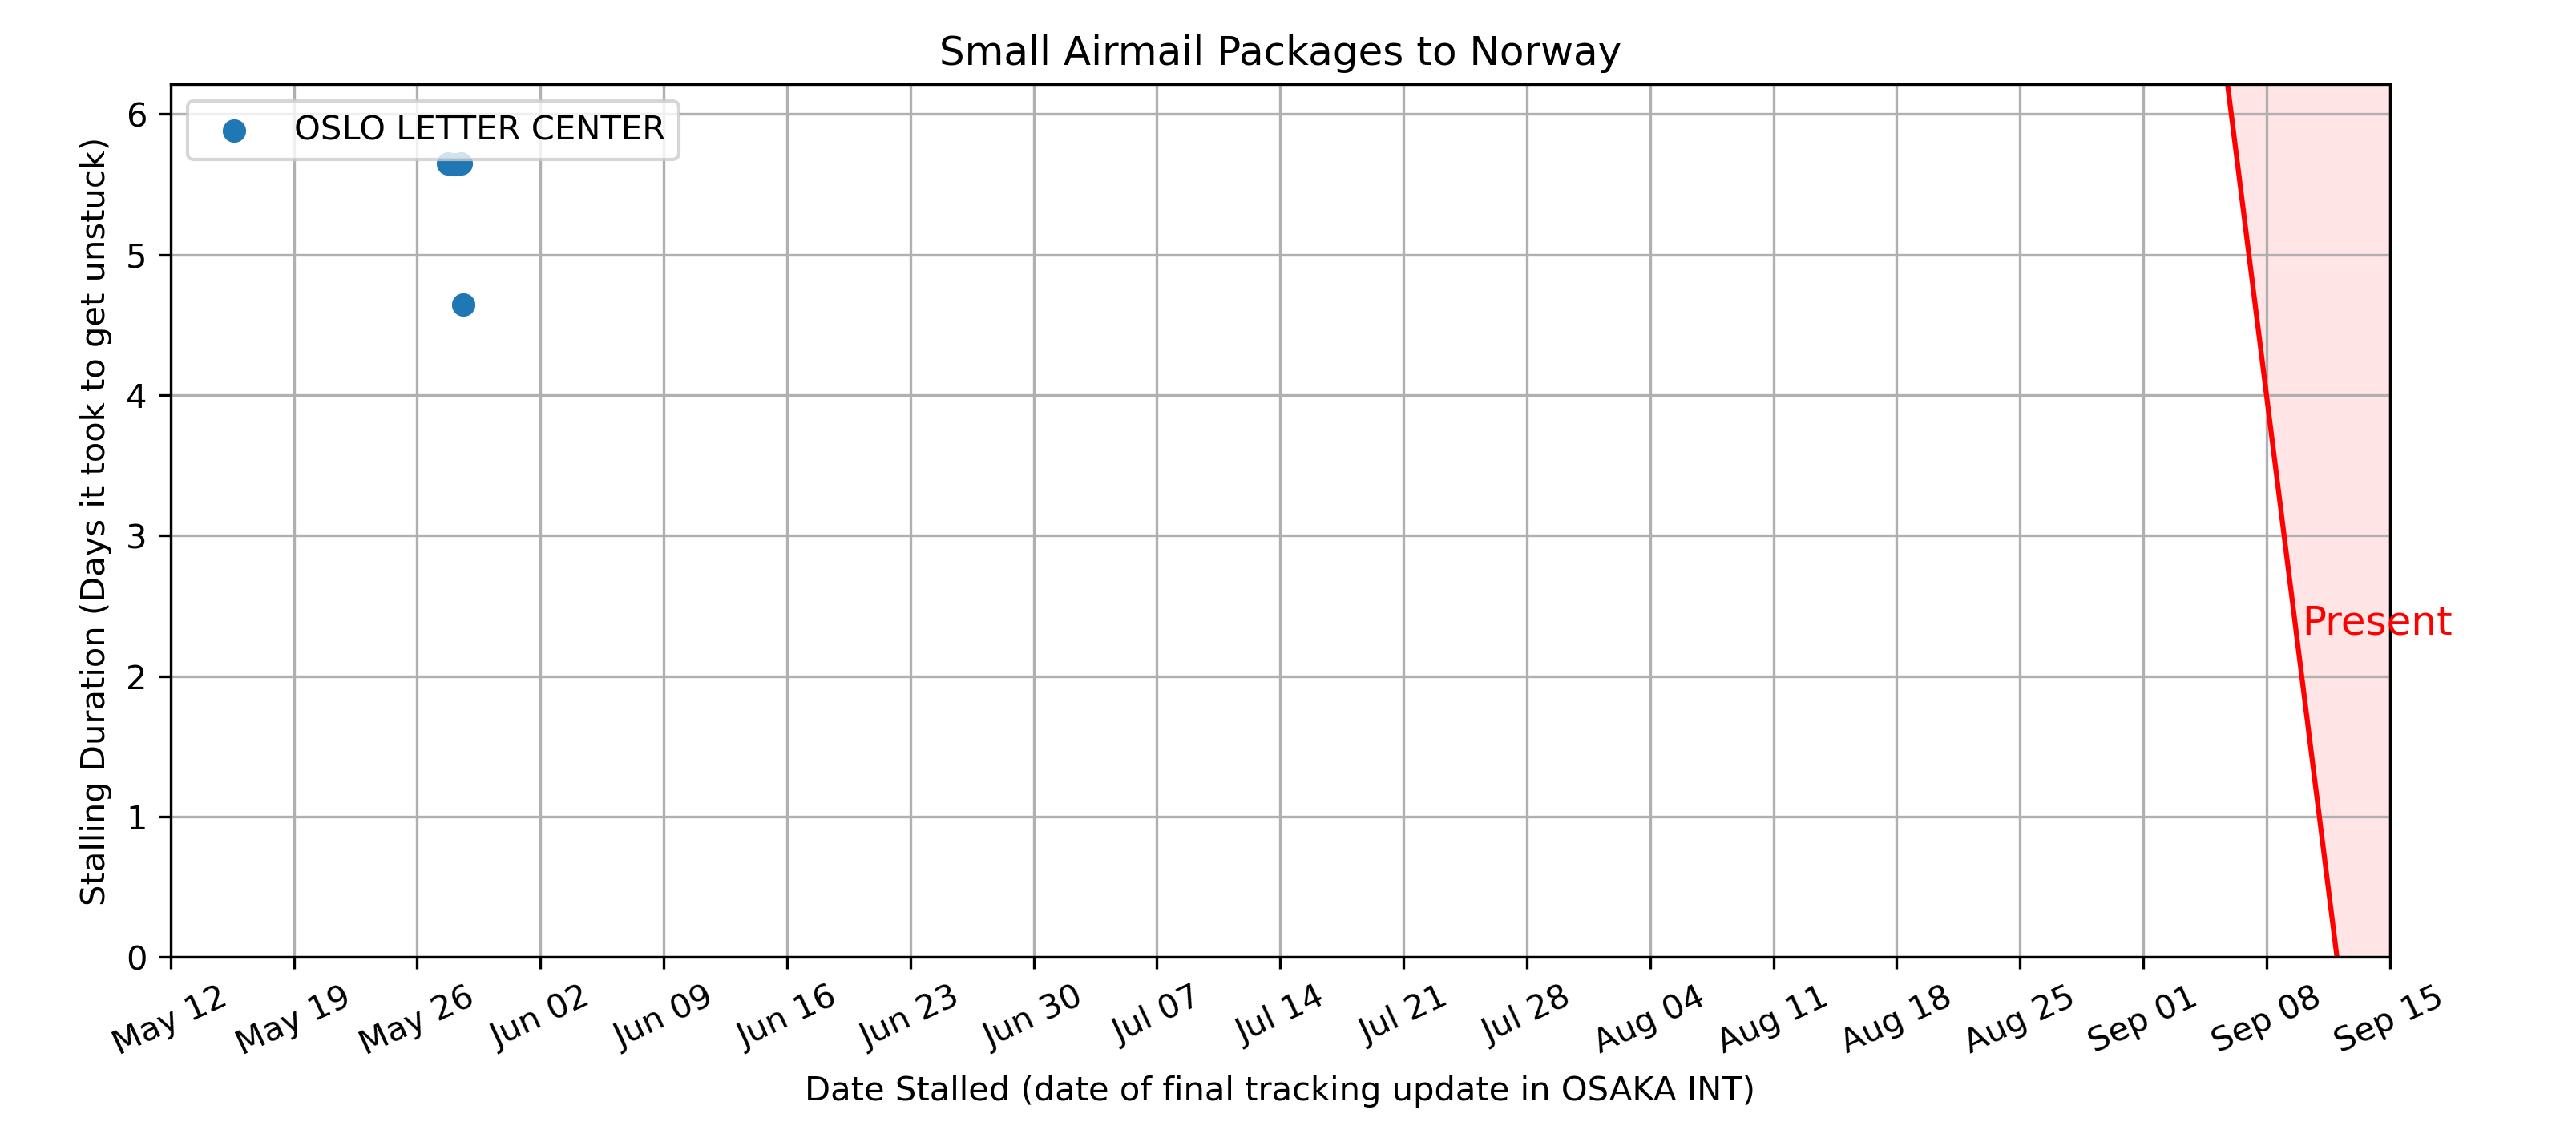 Small Airmail Packages to Norway
OSLO LETTER CENTER
Stalling Duration (Days it took to get unstuck)
6
5
4
3
2
1
0
Present
May 12
May 19
May 26
Jun 02
Jun 09
Jun 16
Jun 23
Jun 30
Jul 07
Jul 14
Jul 21
Jul 28
Aug 04
Aug 11
Aug 18
Aug 25
Sep 01
Sep 08
Sep 15
Date Stalled (date of final tracking update in OSAKA INT)